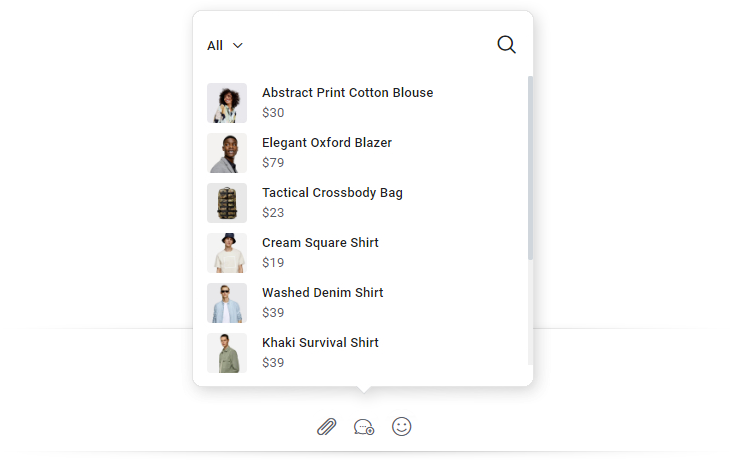 All
Abstract Print Cotton Blouse
$30
Elegant Oxford Blazer
$79
Tactical Crossbody Bag
$23
Cream Square Shirt
$19
Washed Denim Shirt
$39
Khaki Survival Shirt
$39